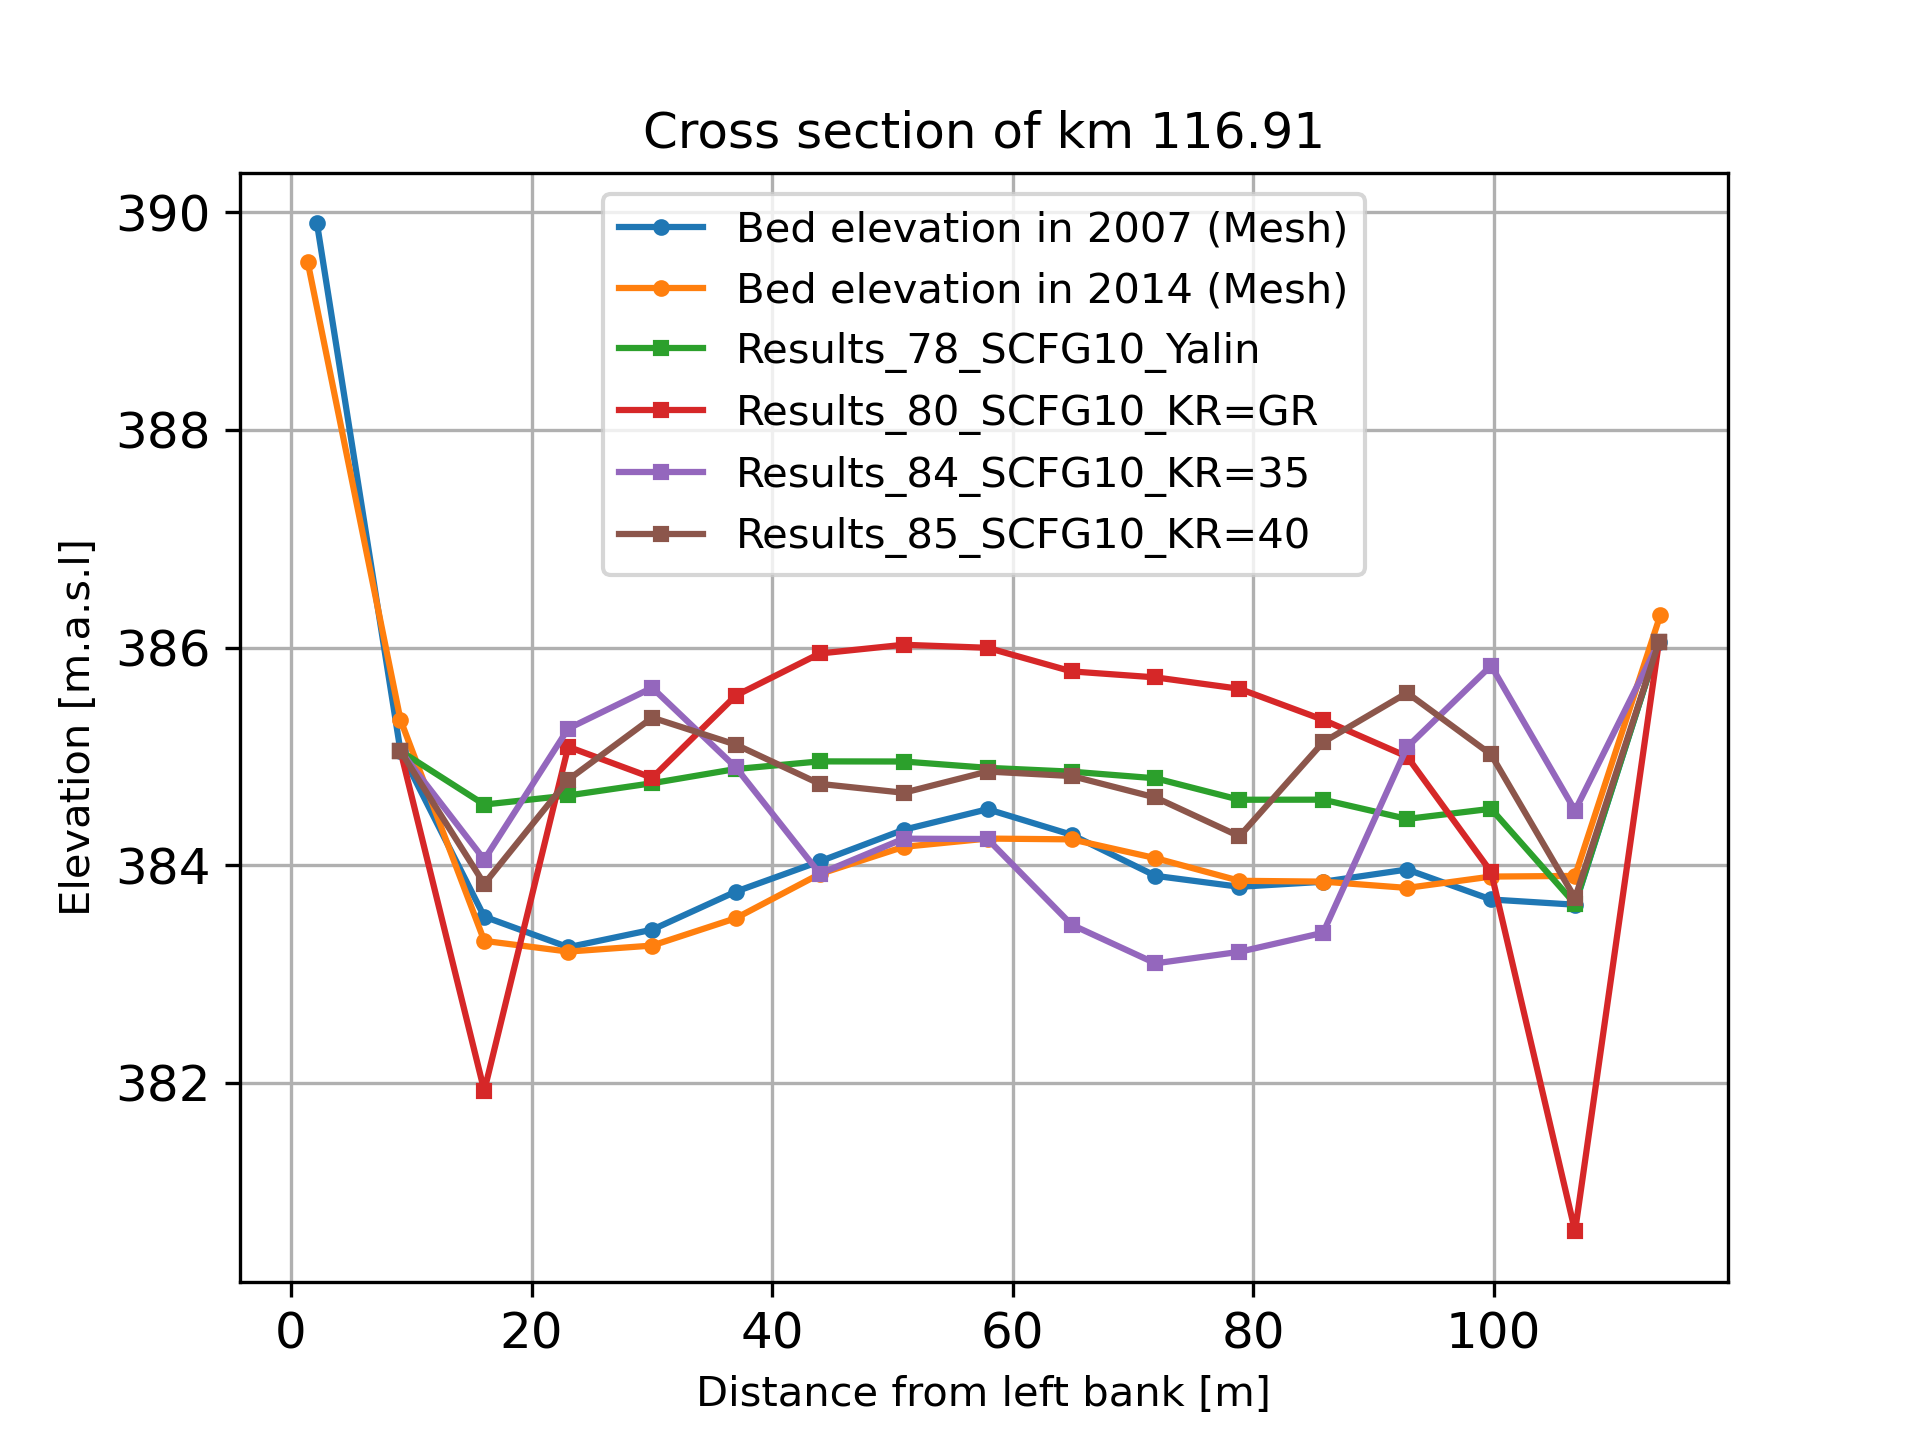 Cross section of km 116.91
Bed elevation in 2007 (Mesh)
Bed elevation in 2014 (Mesh)
Results_78_SCFG10_Yalin
Results_80_SCFG10_KR=GR
Results_84_SCFG10_KR=35
Results_85_SCFG10_KR=40
390
388
386
384
382
Elevation [m.a.s.l]
0 20 40 60 80 100
Distance from left bank [m]